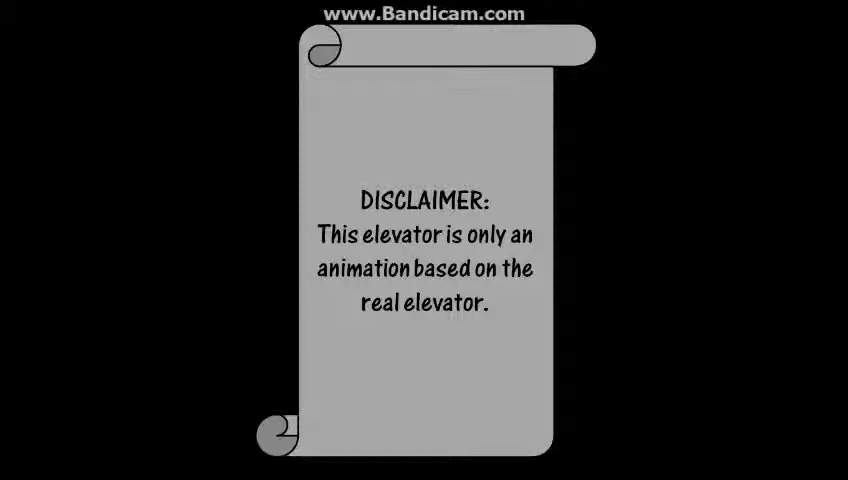 www.Bandicam.com
DISCLAIMER:
This elevator is only an
animation based on the
real elevator.